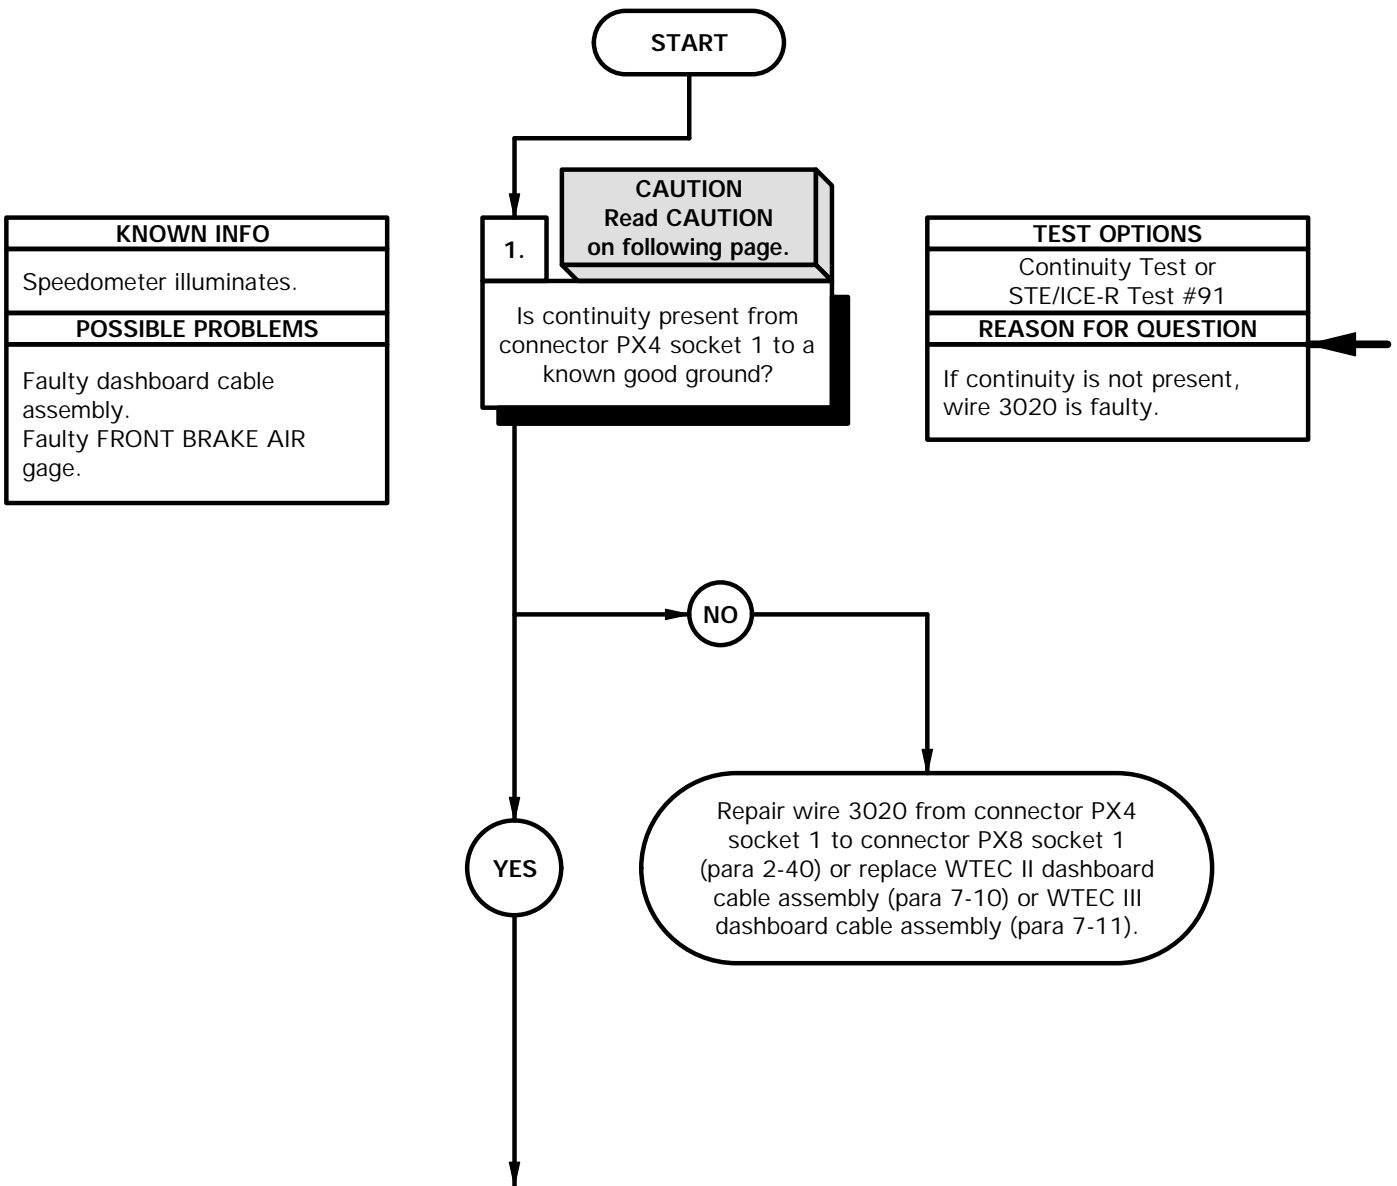 START
CAUTION
Read CAUTION
on following page.
KNOWN INFO
Speedometer illuminates.
POSSIBLE PROBLEMS
Faulty dashboard cable
assembly.
Faulty FRONT BRAKE AIR
gage.
1.
Is continuity present from
connector PX4 socket 1 to a
known good ground?
TEST OPTIONS
Continuity Test or
STE/ICE-R Test #91
REASON FOR QUESTION
If continuity is not present,
wire 3020 is faulty.
NO
YES
Repair wire 3020 from connector PX4
socket 1 to connector PX8 socket 1
(para 2-40) or replace WTEC II dashboard
cable assembly (para 7-10) or WTEC III
dashboard cable assembly (para 7-11).